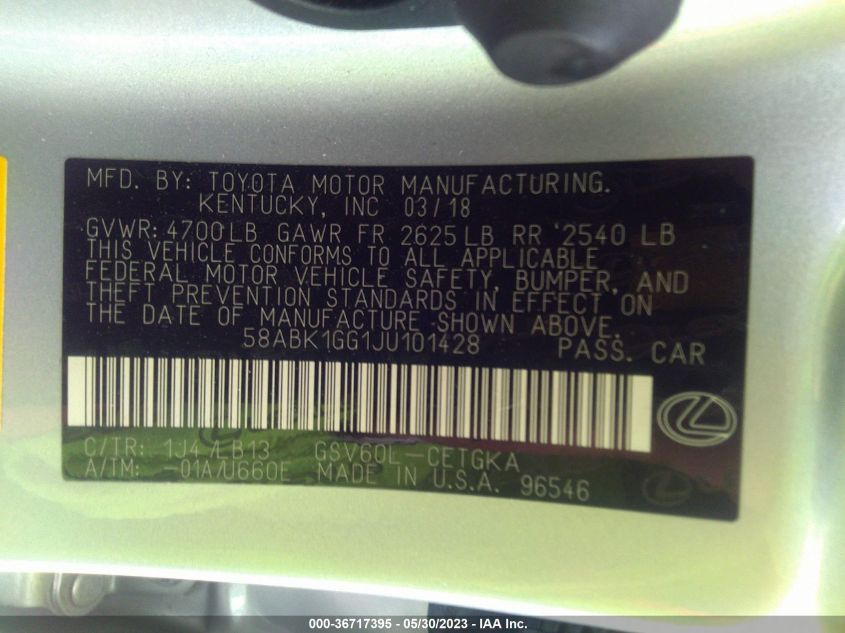 MFD. BY: TOYOTA MOTOR MANUFACTURING.
KENTUCKY, INC 03/18
GVWR: 4700LB GAWR FR 2625LB RR 2540 LB
THIS VEHICLE CONFORMS TO ALL APPLICABLE
FEDERAL MOTOR VEHICLE SAFETY, BUMPER, AND
THEFT PREVENTION STANDARDS IN EFFECT ON
THE DATE OF MANUFACTURE SHOWN ABOVE.
58ABK1GG1JU101428 PASS. CAR
C/TR: 1J4/LB13 GSV60L-CETGKA
A/TM: -01A/U660E MADE IN U.S.A. 96546
000-36717395 - 05/30/2023 - IAA Inc.